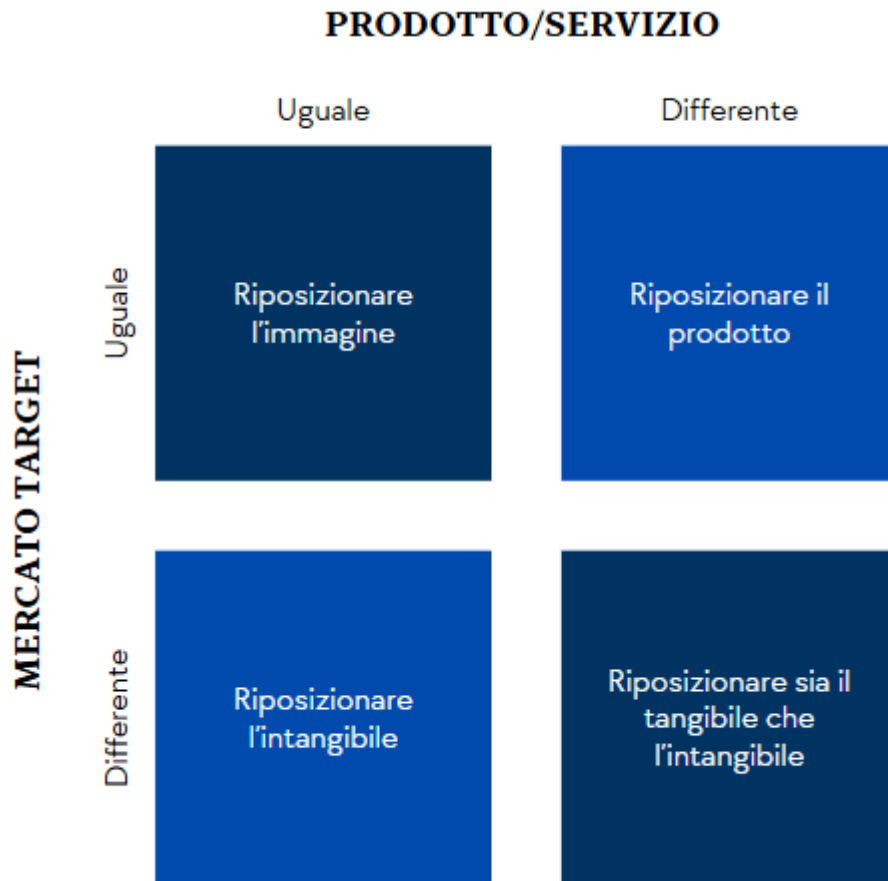 PRODOTTO/SERVIZIO
Uguale
Differente
MERCATO TARGET
Uguale
Riposizionare
l'immagine
Riposizionare il
prodotto
Differente
Riposizionare
l'intangibile
Riposizionare sia il
tangibile che
l'intangibile